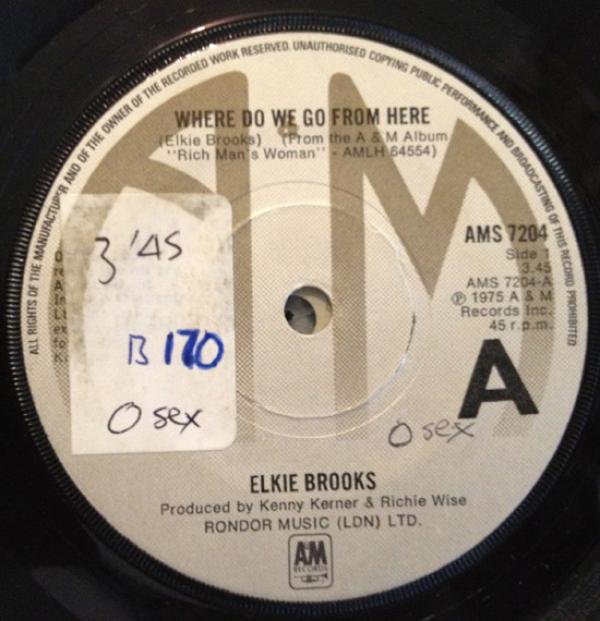 ALL RIGHTS OF THE MANUFACTURER AND OF THE OWNER OF THE RECORDED WORK RESERVED. UNAUTHORISED COPYING PUBLIC PERFORMANCE AND BROADCASTING OF THIS RECORD PROHIBITED
WHERE DO WE GO FROM HERE
(Elkie Brooks) (From the A & M Album
"Rich Man's Woman" - AMLH 64554)
AMS 7204
Side 1
3.45
AMS 7204-A
℗ 1975 A & M
Records Inc.
45 r.p.m.
A
3'45
B 170
O sex
O sex
ELKIE BROOKS
Produced by Kenny Kerner & Richie Wise
RONDOR MUSIC (LDN) LTD.
A&M
RECORDS